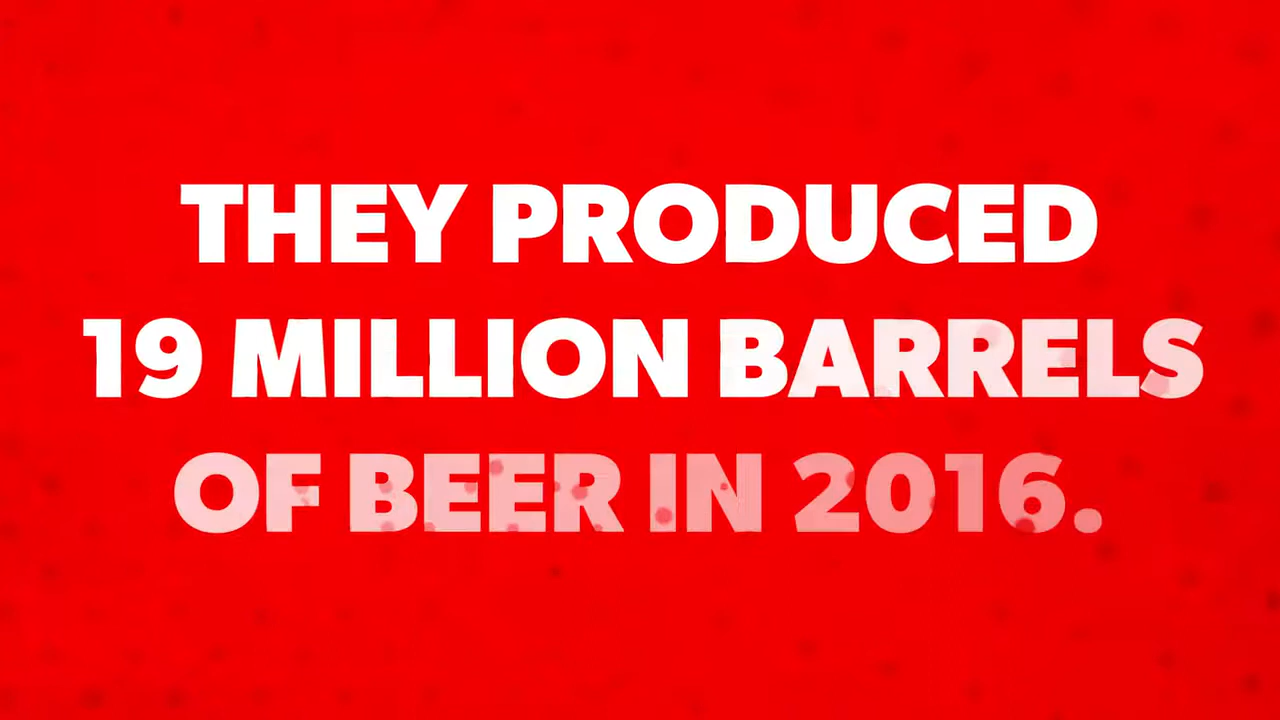 THEY PRODUCED
19 MILLION BARRELS
OF BEER IN 2016.